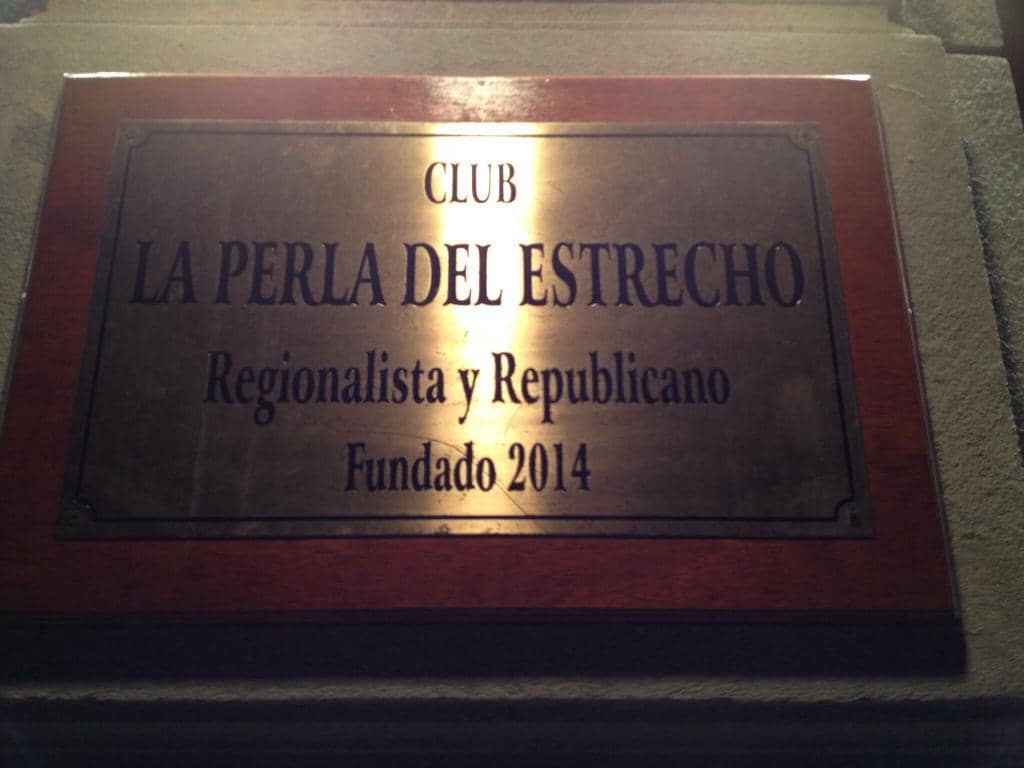 CLUB
LA PERLA DEL ESTRECHO
Regionalista y Republicano
Fundado 2014